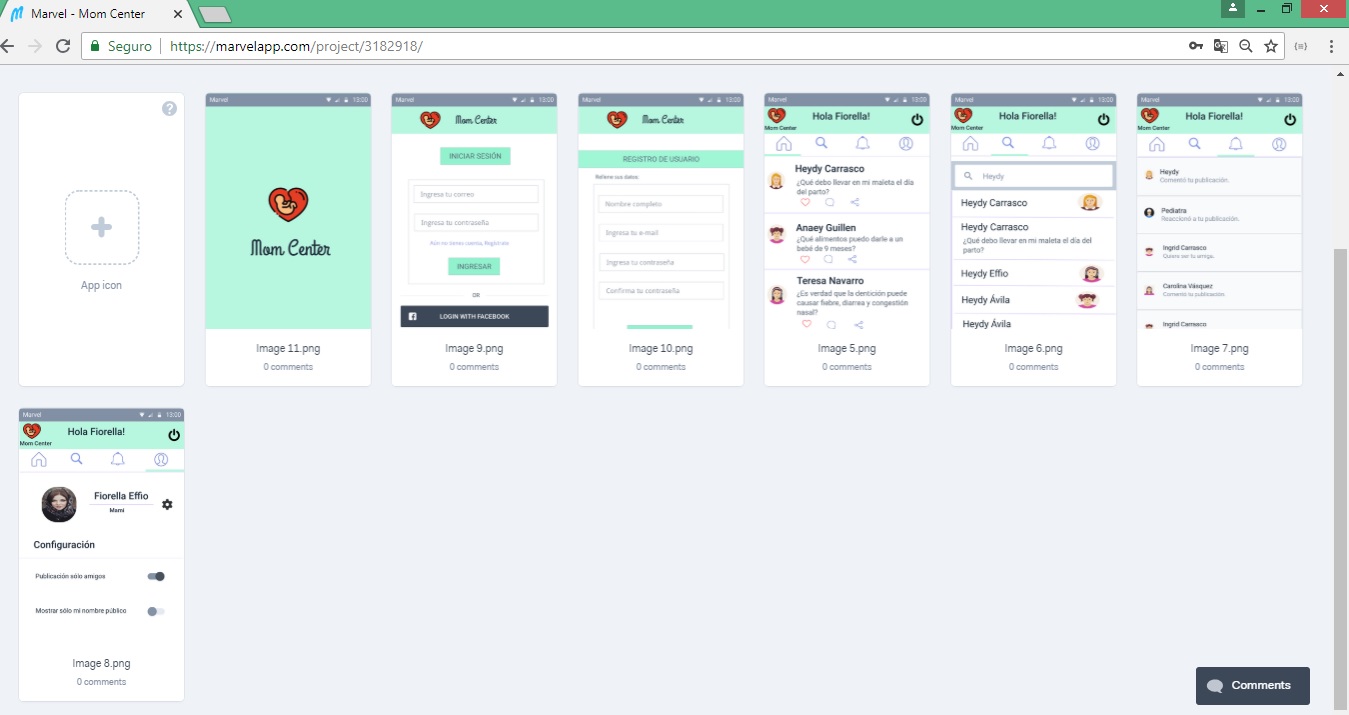 Marvel - Mom Center
Seguro
https://marvelapp.com/project/3182918/
App icon
Marvel
13:00
Mom Center
Image 11.png
0 comments
Marvel
13:00
Mom Center
INICIAR SESIÓN
Ingresa tu correo
Ingresa tu contraseña
Aún no tienes cuenta, Regístrate
INGRESAR
OR
LOGIN WITH FACEBOOK
Image 9.png
0 comments
Marvel
13:00
Mom Center
REGISTRO DE USUARIO
Rellene sus datos:
Nombre completo
Ingresa tu e-mail
Ingresa tu contraseña
Confirma tu contraseña
Image 10.png
0 comments
Marvel
13:00
Hola Fiorella!
Mom Center
Heydy Carrasco
¿Qué debo llevar en mi maleta el día
del parto?
Anaey Guillen
¿Qué alimentos puedo darle a un
bebé de 9 meses?
Teresa Navarro
¿Es verdad que la dentición puede
causar fiebre, diarrea y congestión
nasal?
Image 5.png
0 comments
Marvel
13:00
Hola Fiorella!
Mom Center
Heydy
Heydy Carrasco
Heydy Carrasco
¿Qué debo llevar en mi maleta el día del
parto?
Heydy Effio
Heydy Ávila
Heydy Ávila
Image 6.png
0 comments
Marvel
13:00
Hola Fiorella!
Mom Center
Heydy
Comentó tu publicación.
Pediatra
Reaccionó a tu publicación.
Ingrid Carrasco
Quiere ser tu amiga.
Carolina Vásquez
Comentó tu publicación
Ingrid Carrasco
Image 7.png
0 comments
Marvel
13:00
Hola Fiorella!
Mom Center
Fiorella Effio
Mami
Configuración
Publicación sólo amigos
Mostrar sólo mi nombre público
Image 8.png
0 comments
Comments